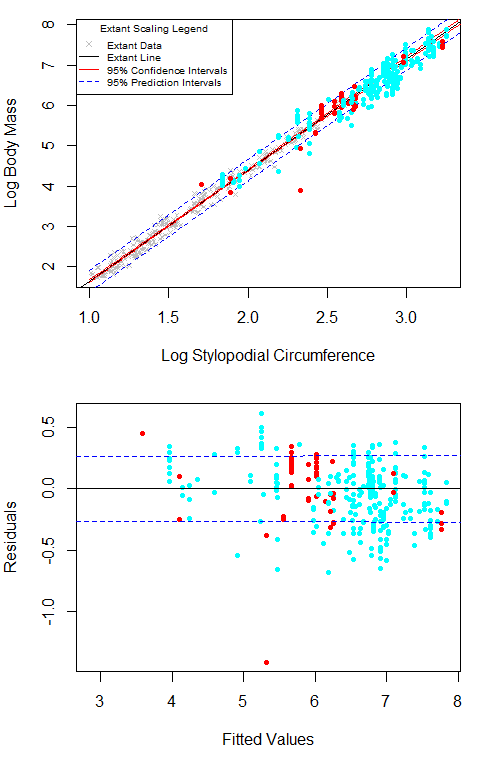 Extant Scaling Legend
Extant Data
Extant Line
95% Confidence Intervals
95% Prediction Intervals
8
7
6
5
4
3
2
Log Body Mass
1.0 1.5 2.0 2.5 3.0
Log Stylopodial Circumference
0.5
0.0
-0.5
-1.0
Residuals
3 4 5 6 7 8
Fitted Values